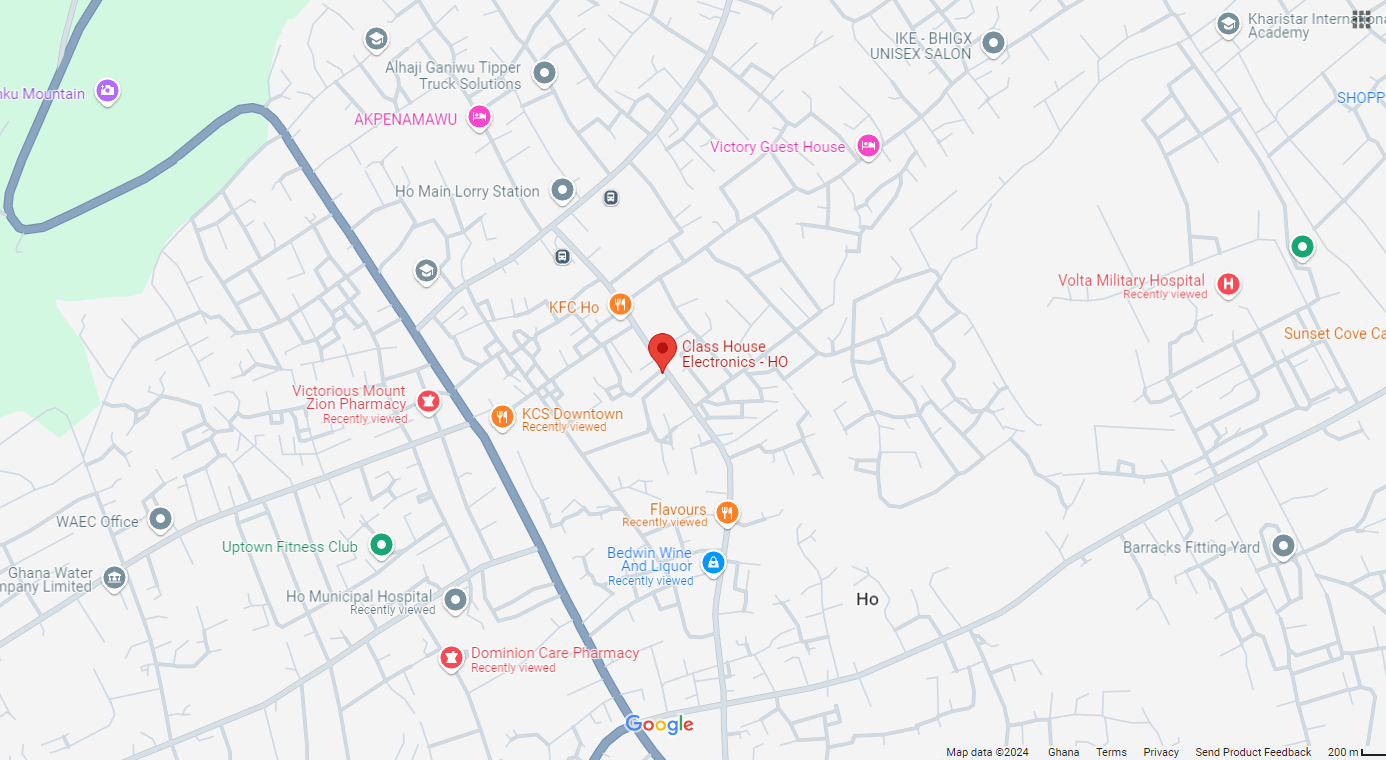 Kharistar International
Academy
IKE - BHIGX
UNISEX SALON
Alhaji Ganiwu Tipper
Truck Solutions
nku Mountain
SHOPP
AKPENAMAWU
Victory Guest House
Ho Main Lorry Station
Volta Military Hospital
Recently viewed
KFC Ho
Sunset Cove Ca
Class House
Electronics - HO
Victorious Mount
Zion Pharmacy
Recently viewed
KCS Downtown
Recently viewed
Flavours
Recently viewed
WAEC Office
Uptown Fitness Club
Bedwin Wine
And Liquor
Recently viewed
Barracks Fitting Yard
Ghana Water
mpany Limited
Ho Municipal Hospital
Recently viewed
Ho
Dominion Care Pharmacy
Recently viewed
Google
Map data ©2024 Ghana Terms Privacy Send Product Feedback 200 m